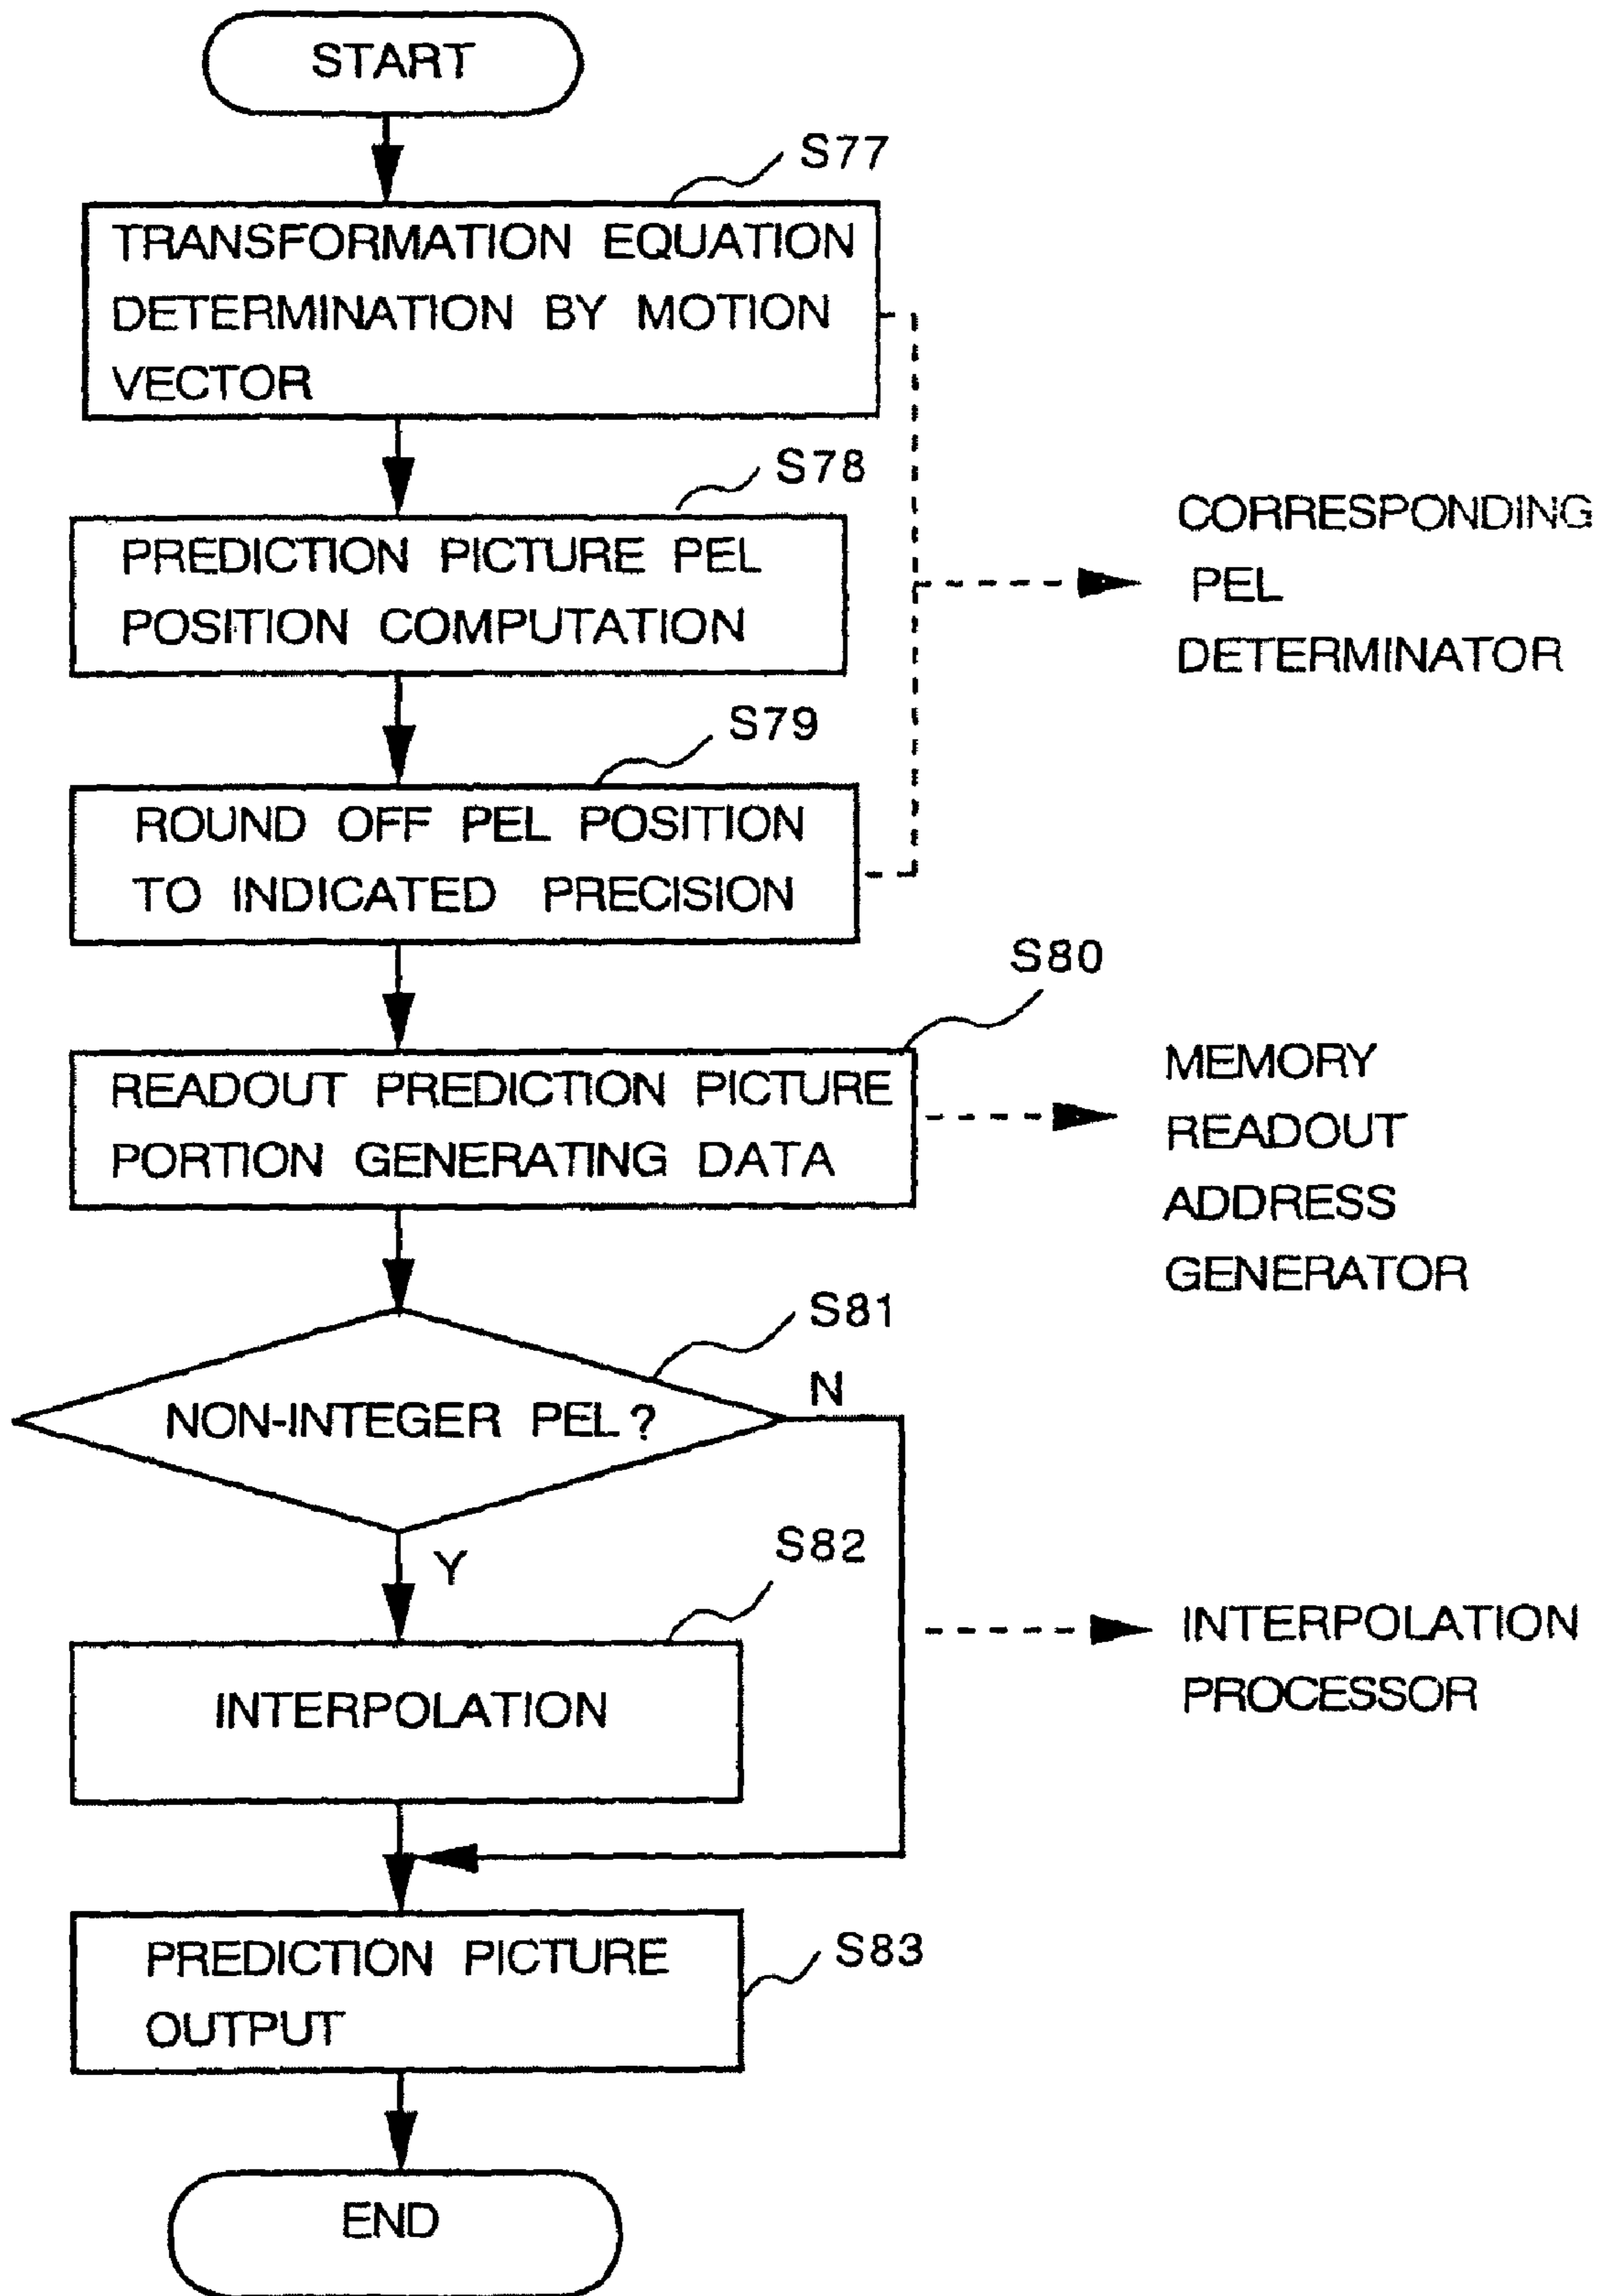 START
S77
TRANSFORMATION EQUATION
DETERMINATION BY MOTION
VECTOR
S78
PREDICTION PICTURE PEL
POSITION COMPUTATION
CORRESPONDING
PEL
DETERMINATOR
S79
ROUND OFF PEL POSITION
TO INDICATED PRECISION
S80
READOUT PREDICTION PICTURE
PORTION GENERATING DATA
MEMORY
READOUT
ADDRESS
GENERATOR
S81
NON-INTEGER PEL?
N
Y
S82
INTERPOLATION
INTERPOLATION
PROCESSOR
PREDICTION PICTURE
OUTPUT
S83
END